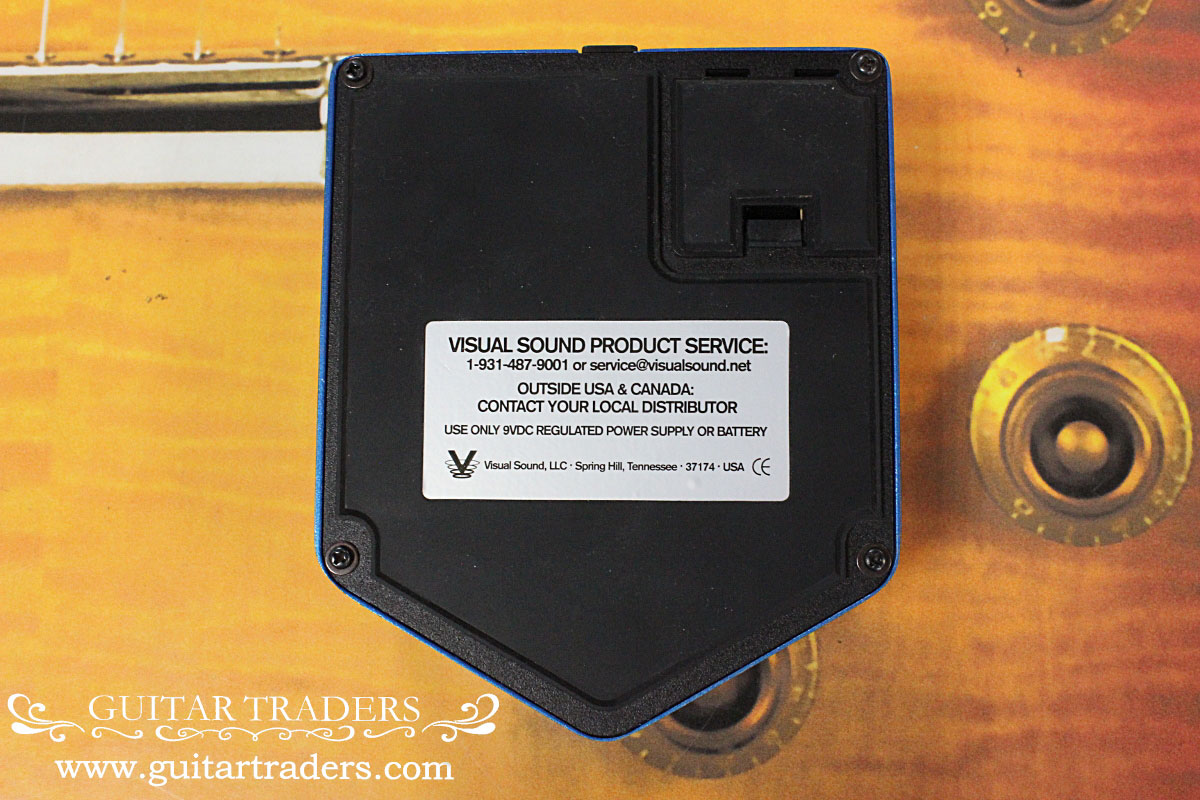 VISUAL SOUND PRODUCT SERVICE:
1-931-487-9001 or service@visualsound.net
OUTSIDE USA & CANADA:
CONTACT YOUR LOCAL DISTRIBUTOR
USE ONLY 9VDC REGULATED POWER SUPPLY OR BATTERY
Visual Sound, LLC · Spring Hill, Tennessee · 37174 · USA CE
GUITAR TRADERS
www.guitartraders.com